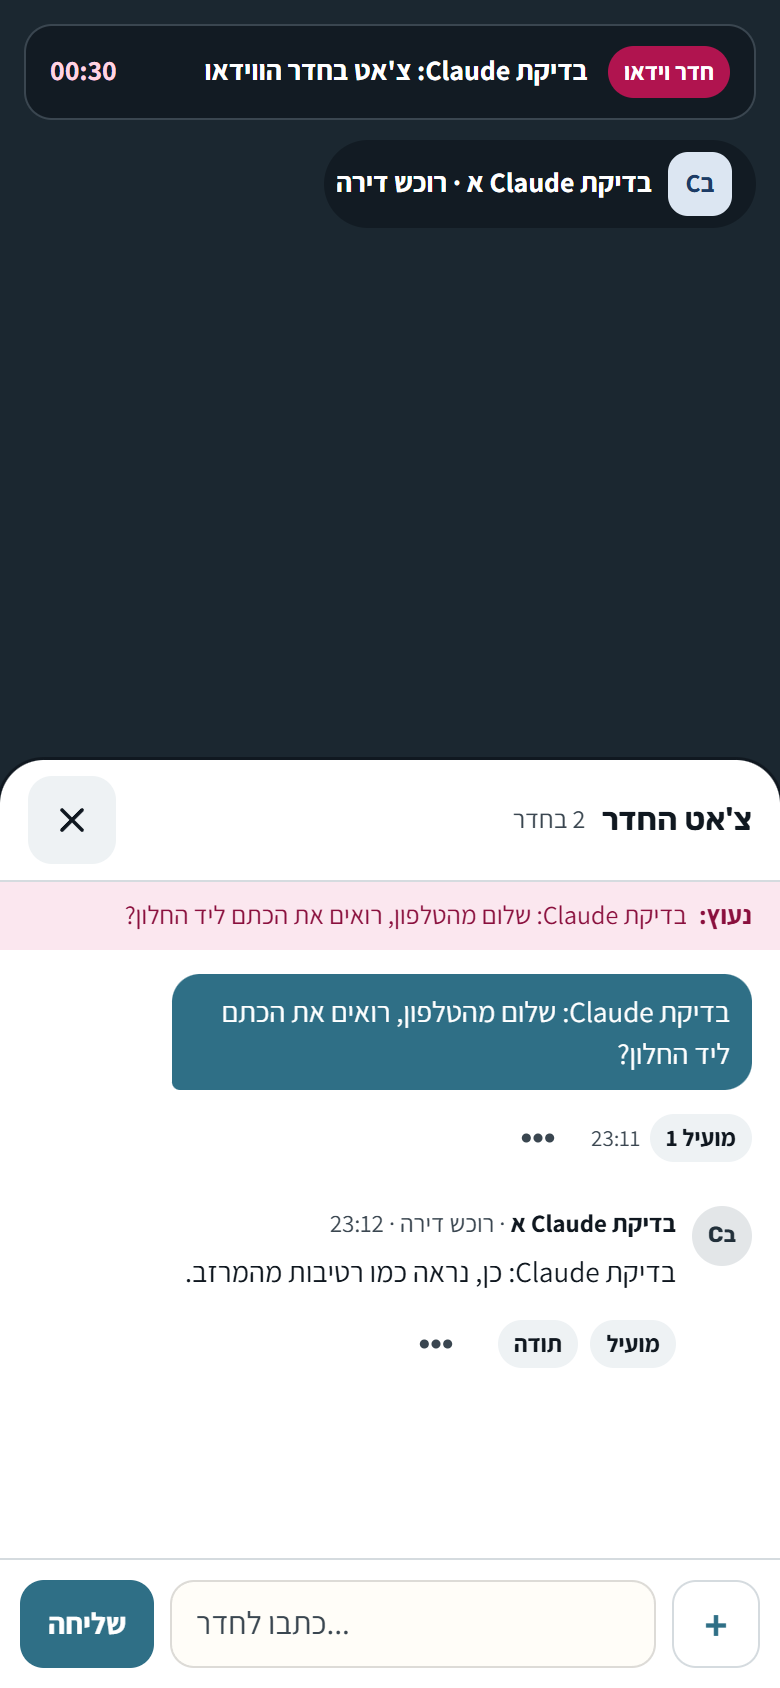 חדר וידאו
בדיקת Claude: צ'אט בחדר הווידאו
00:30
בC
בדיקת Claude א · רוכש דירה
צ'אט החדר
2 בחדר
נעוץ: בדיקת Claude: שלום מהטלפון, רואים את הכתם ליד החלון?
בדיקת Claude: שלום מהטלפון, רואים את הכתם
ליד החלון?
מועיל 1
23:11
בC
בדיקת Claude א · רוכש דירה · 23:12
בדיקת Claude: כן, נראה כמו רטיבות מהמרזב.
מועיל
תודה
+
כתבו לחדר...
שליחה